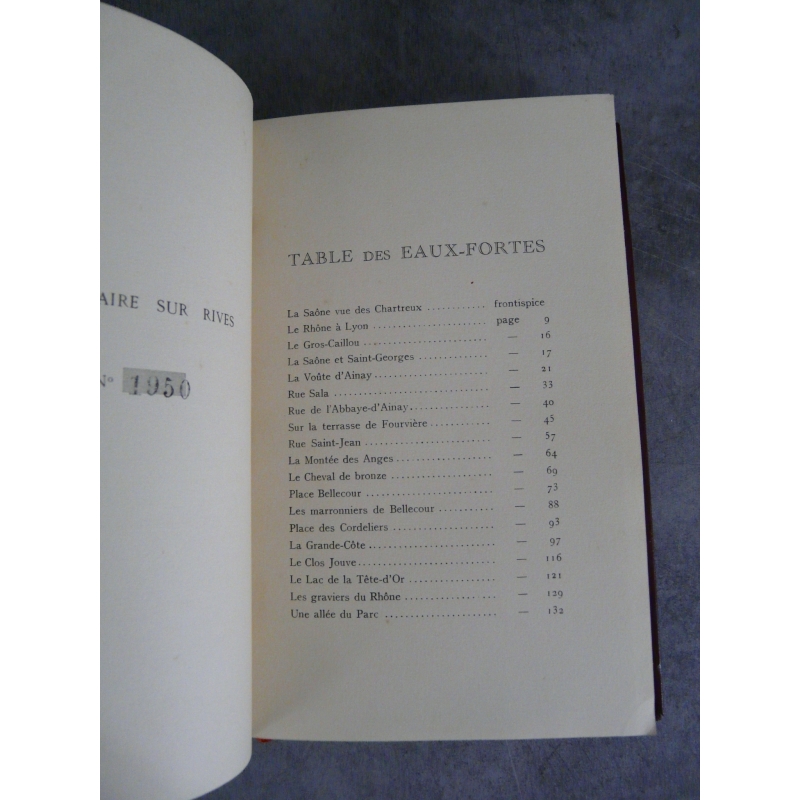 AIRE SUR RIVES
N° 1950
TABLE DES EAUX-FORTES
La Saône vue des Chartreux ............ frontispice
Le Rhône à Lyon ....................... page 9
Le Gros-Caillou ......................... — 16
La Saône et Saint-Georges .............. — 17
La Voûte d'Ainay ....................... — 21
Rue Sala ............................... — 33
Rue de l'Abbaye-d'Ainay ................ — 40
Sur la terrasse de Fourvière ............ — 45
Rue Saint-Jean ......................... — 57
La Montée des Anges ................... — 64
Le Cheval de bronze .................... — 69
Place Bellecour ......................... — 73
Les marronniers de Bellecour ........... — 88
Place des Cordeliers .................... — 93
La Grande-Côte ........................ — 97
Le Clos Jouve .......................... — 116
Le Lac de la Tête-d'Or ................. — 121
Les graviers du Rhône .................. — 129
Une allée du Parc ...................... — 132